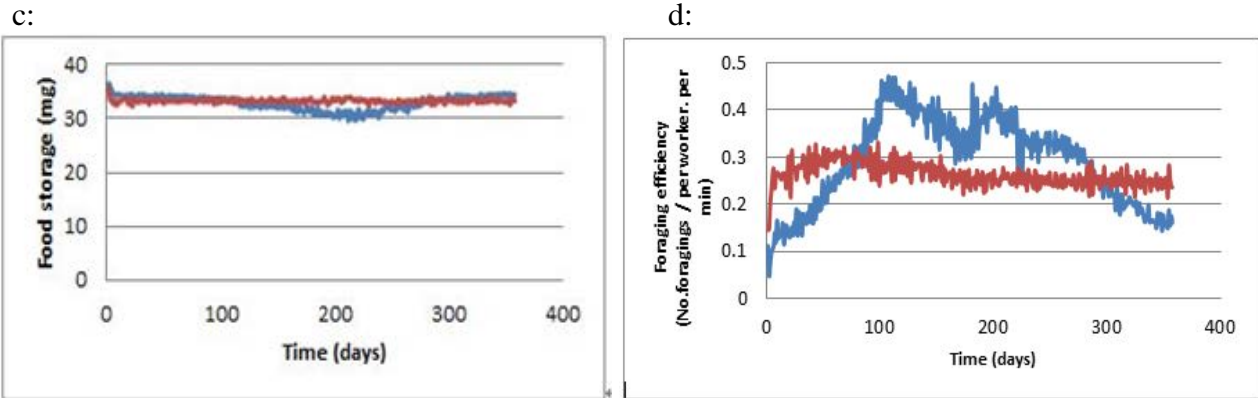 c:
d:
Food storage (mg)
40
30
20
10
0
0 100 200 300 400
Time (days)
Foraging efficiency
(No.foragings / perworker. per
min)
0.5
0.4
0.3
0.2
0.1
0
0 100 200 300 400
Time (days)